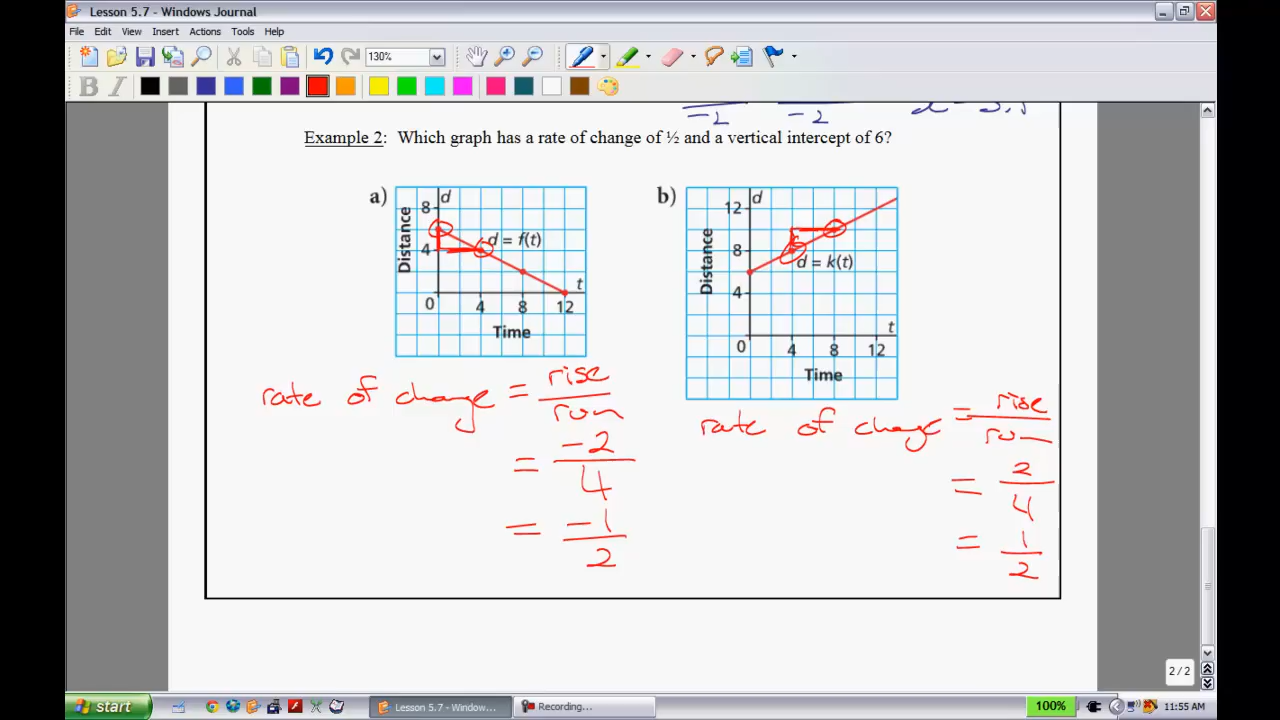 Lesson 5.7 - Windows Journal
File Edit View Insert Actions Tools Help
130%
B I
-2 -2
Example 2: Which graph has a rate of change of ½ and a vertical intercept of 6?
a) b)
d
8
4
0
4 8 12
t
Distance
Time
d = f(t)
d
12
8
4
0
4 8 12
t
Distance
Time
d = k(t)
rate of change = rise
run
= -2
4
= -1
2
rate of change = rise
run
= 2
4
= 1
2
2 / 2
start
Lesson 5.7 - Window...
Recording...
100%
11:55 AM